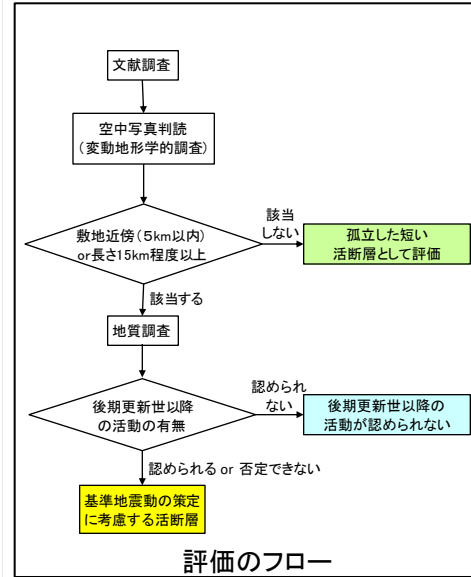 文献調査
空中写真判読
(変動地形学的調査)
敷地近傍(5km以内)
or長さ15km程度以上
該当
しない
孤立した短い
活断層として評価
該当する
地質調査
後期更新世以降
の活動の有無
認められ
ない
後期更新世以降の
活動が認められない
認められる or 否定できない
基準地震動の策定
に考慮する活断層
評価のフロー